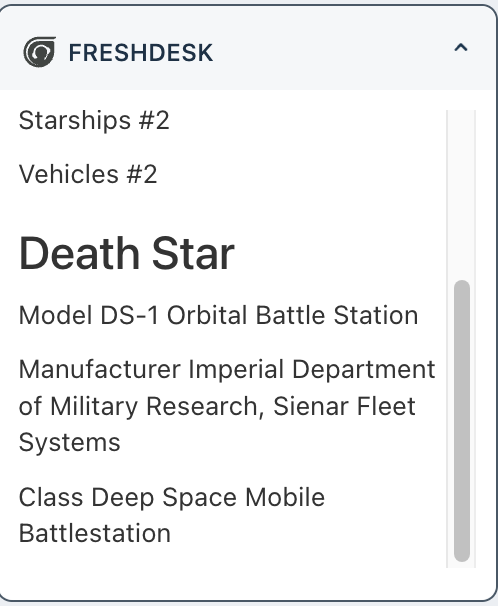 FRESHDESK
Starships #2
Vehicles #2
Death Star
Model DS-1 Orbital Battle Station
Manufacturer Imperial Department
of Military Research, Sienar Fleet
Systems
Class Deep Space Mobile
Battlestation